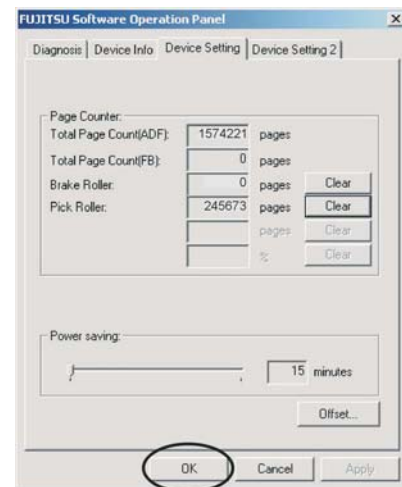 FUJITSU Software Operation Panel
Diagnosis Device Info Device Setting Device Setting 2
Page Counter:
Total Page Count(ADF): 1574221 pages
Total Page Count(FB): 0 pages
Brake Roller: 0 pages Clear
Pick Roller: 245673 pages Clear
pages Clear
% Clear
Power saving:
15 minutes
Offset...
OK Cancel Apply